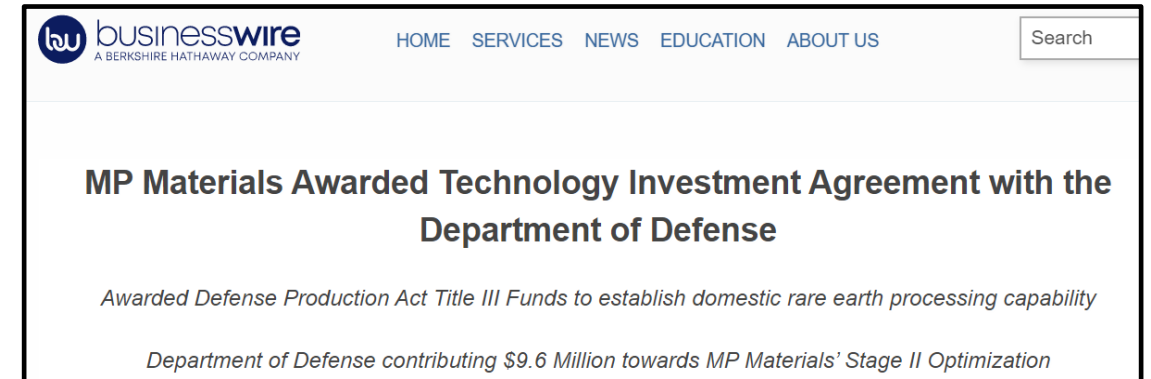 businesswire
A BERKSHIRE HATHAWAY COMPANY
HOME SERVICES NEWS EDUCATION ABOUT US
Search
MP Materials Awarded Technology Investment Agreement with the
Department of Defense
Awarded Defense Production Act Title III Funds to establish domestic rare earth processing capability
Department of Defense contributing $9.6 Million towards MP Materials’ Stage II Optimization